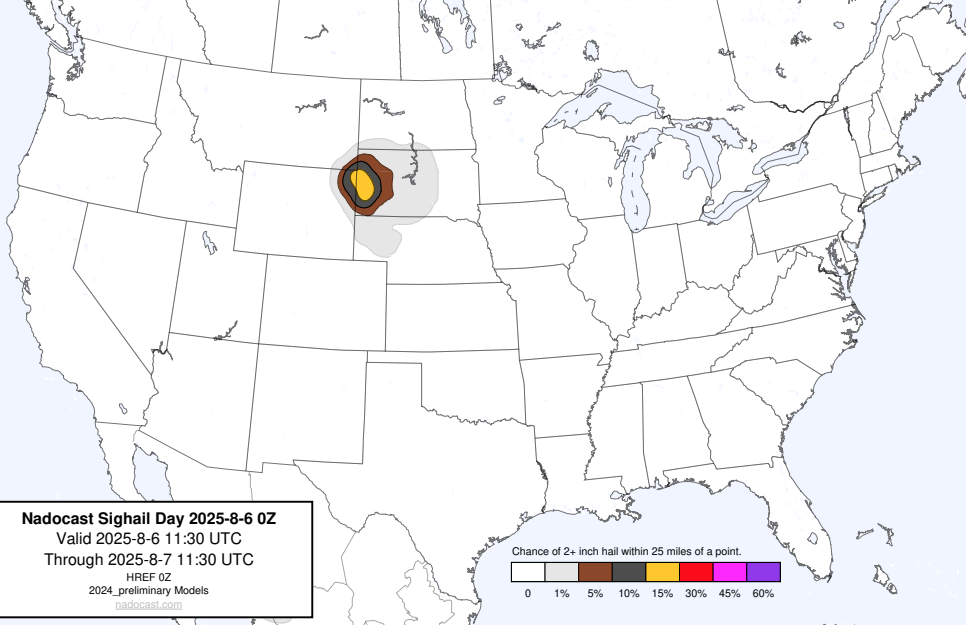 Nadocast Sighail Day 2025-8-6 0Z
Valid 2025-8-6 11:30 UTC
Through 2025-8-7 11:30 UTC
HREF 0Z
2024_preliminary Models
nadocast.com
Chance of 2+ inch hail within 25 miles of a point.
0 1% 5% 10% 15% 30% 45% 60%